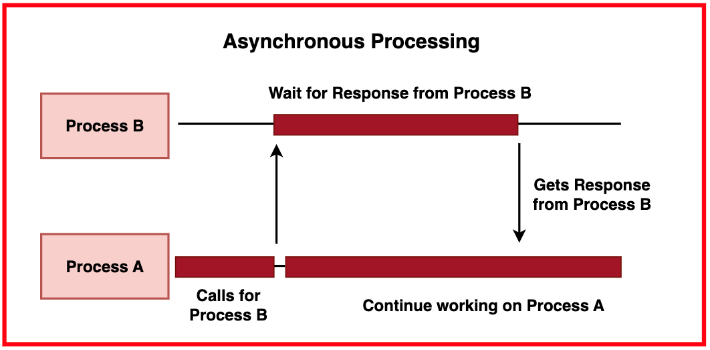 Asynchronous Processing
Wait for Response from Process B
Process B
Gets Response
from Process B
Process A
Calls for
Process B
Continue working on Process A